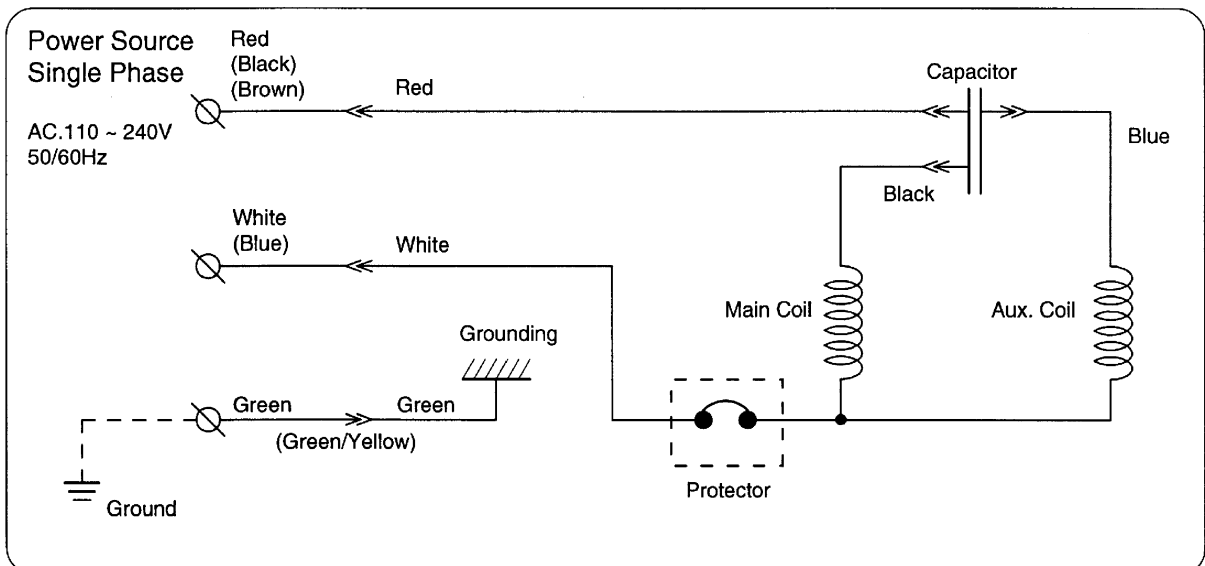 Power Source
Single Phase
AC.110 ~ 240V
50/60Hz
Red
(Black)
(Brown)
Red
Capacitor
Blue
Black
White
(Blue)
White
Main Coil
Aux. Coil
Grounding
Green
Green
(Green/Yellow)
Protector
Ground